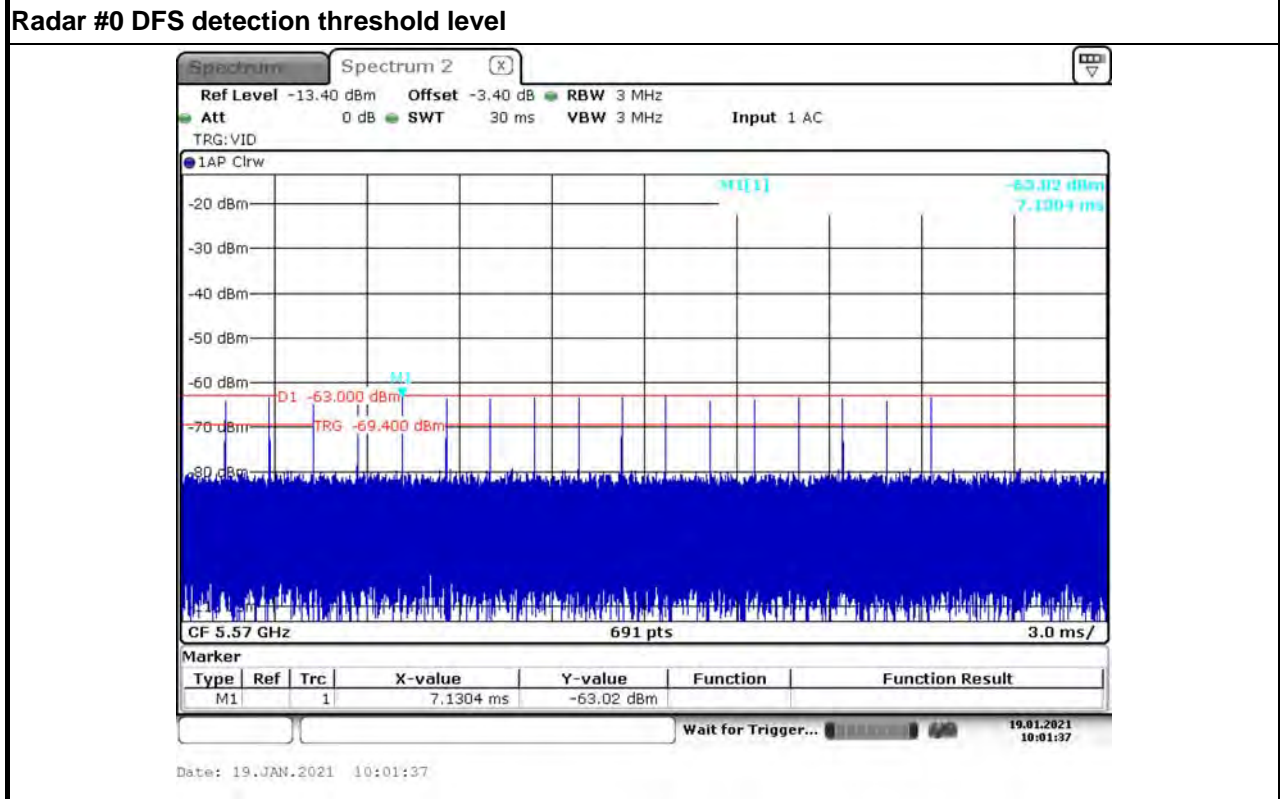 Radar #0 DFS detection threshold level
Spectrum Spectrum 2 X
Ref Level -13.40 dBm Offset -3.40 dB RBW 3 MHz
Att 0 dB SWT 30 ms VBW 3 MHz Input 1 AC
TRG:VID
1AP Clrw
M1[1] -63.02 dBm
7.1304 ms
-20 dBm
-30 dBm
-40 dBm
-50 dBm
-60 dBm
M1
D1 -63.000 dBm
-70 dBm
TRG -69.400 dBm
-80 dBm
CF 5.57 GHz 691 pts 3.0 ms/
Marker
Type Ref Trc X-value Y-value Function Function Result
M1 1 7.1304 ms -63.02 dBm
Wait for Trigger... 19.01.2021
10:01:37
Date: 19.JAN.2021 10:01:37